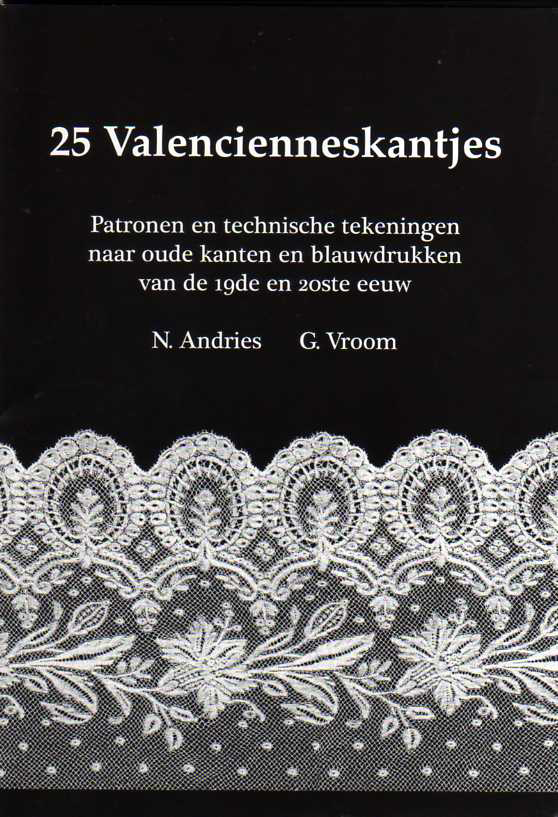 25 Valencienneskantjes
Patronen en technische tekeningen
naar oude kanten en blauwdrukken
van de 19de en 20ste eeuw
N. Andries G. Vroom